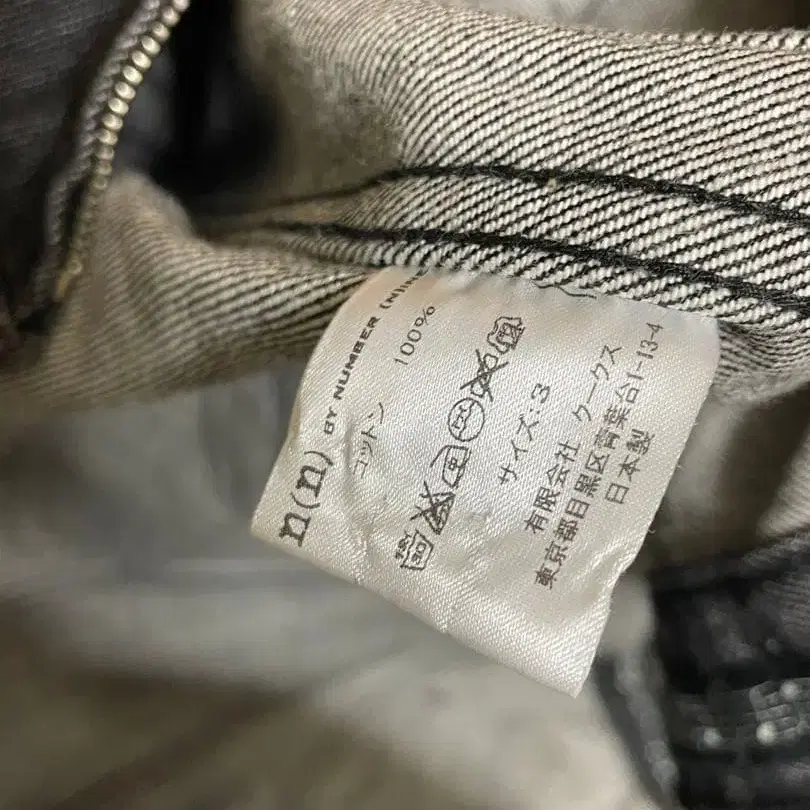 n(n) BY NUMBER (N)INE
コットン 100%
サイズ:3
有限会社 クークス
東京都目黒区青葉台1-13-4
日本製